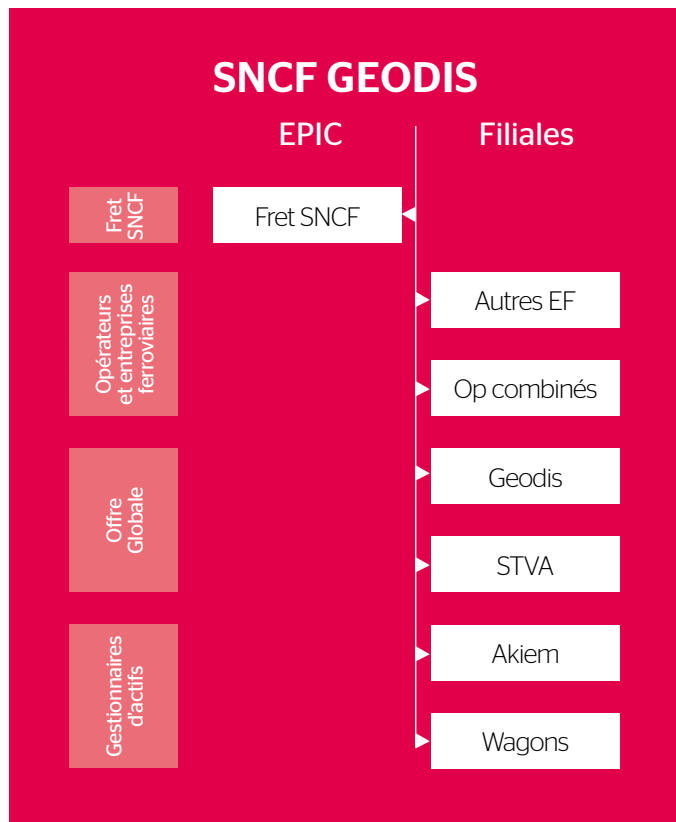 SNCF GEODIS
EPIC
Filiales
Fret
SNCF
Fret SNCF
Opérateurs
et entreprises
ferroviaires
Autres EF
Op combinés
Offre
Globale
Geodis
STVA
Gestionnaires
d'actifs
Akiem
Wagons